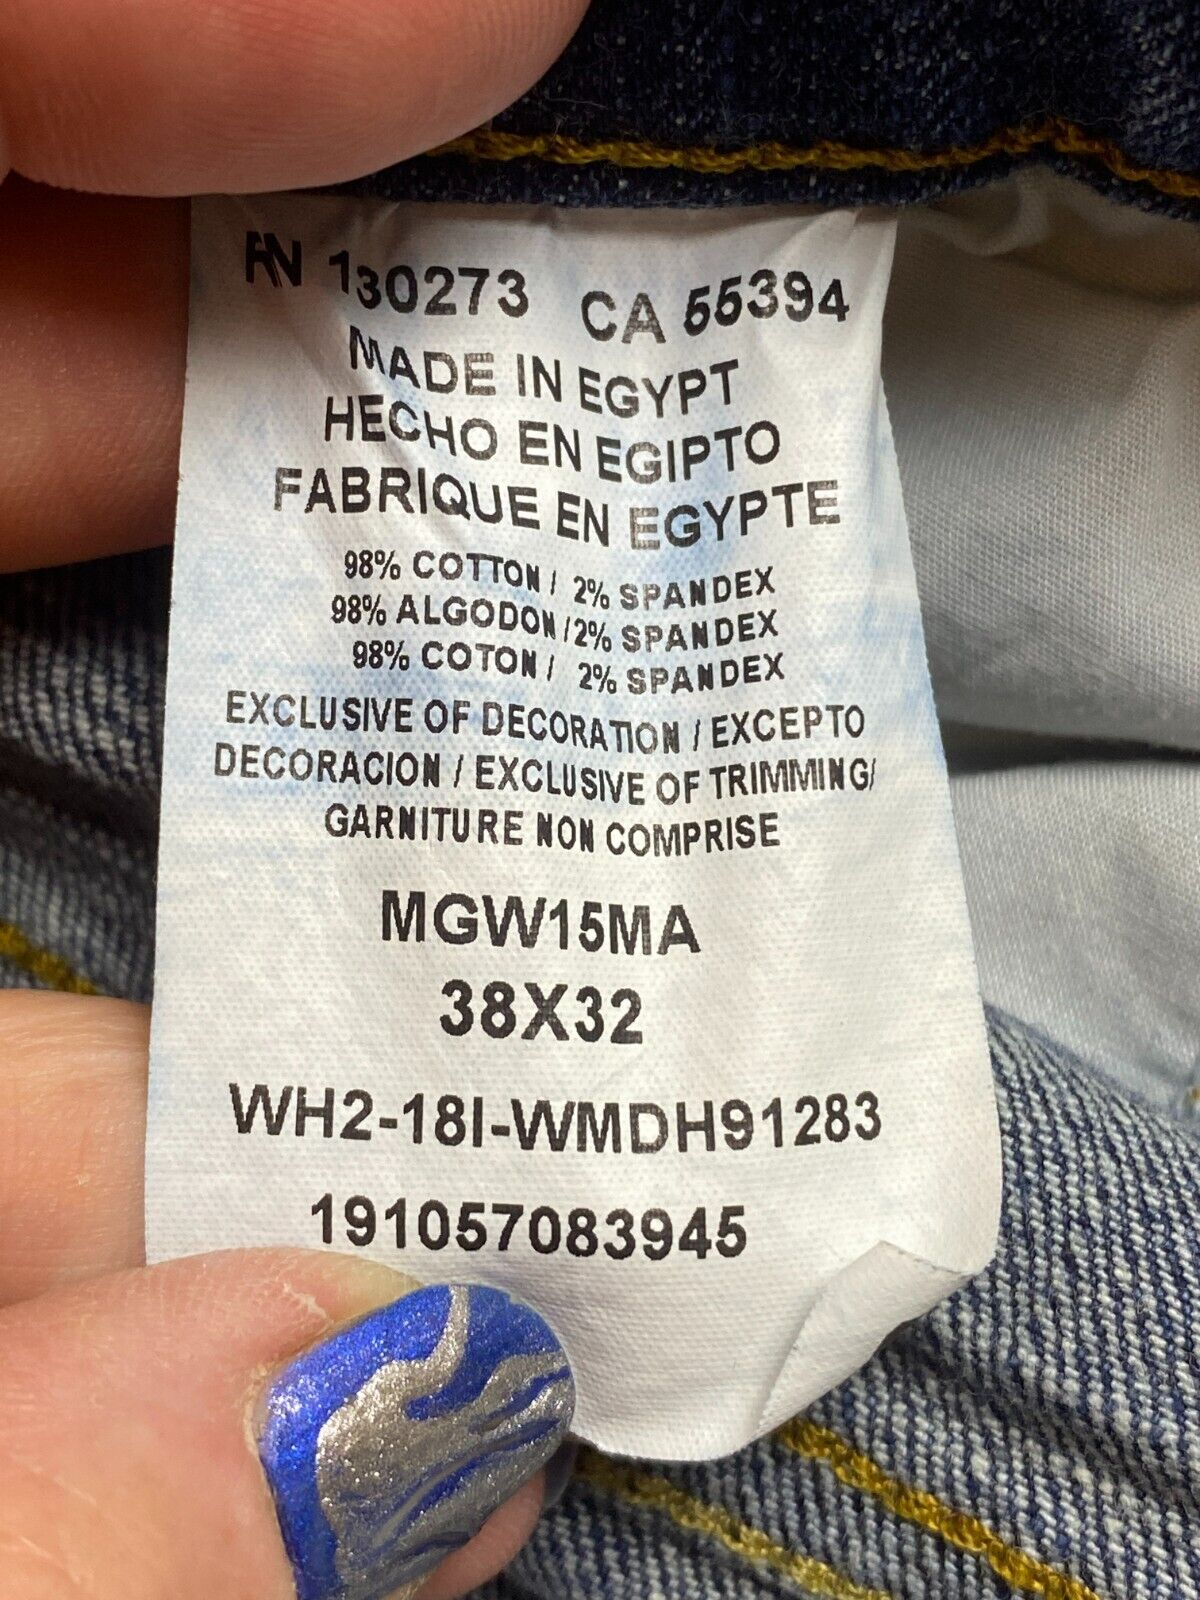 RN 130273 CA 55394
MADE IN EGYPT
HECHO EN EGIPTO
FABRIQUE EN EGYPTE
98% COTTON / 2% SPANDEX
98% ALGODON /2% SPANDEX
98% COTON / 2% SPANDEX
EXCLUSIVE OF DECORATION / EXCEPTO
DECORACION / EXCLUSIVE OF TRIMMING/
GARNITURE NON COMPRISE
MGW15MA
38X32
WH2-18I-WMDH91283
191057083945